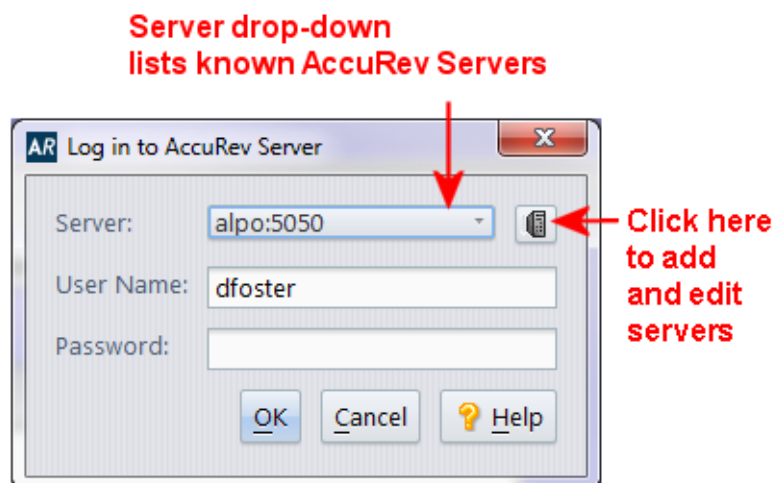 Server drop-down
lists known AccuRev Servers
AR Log in to AccuRev Server
Server: alpo:5050
Click here
to add
and edit
servers
User Name: dfoster
Password:
OK Cancel Help